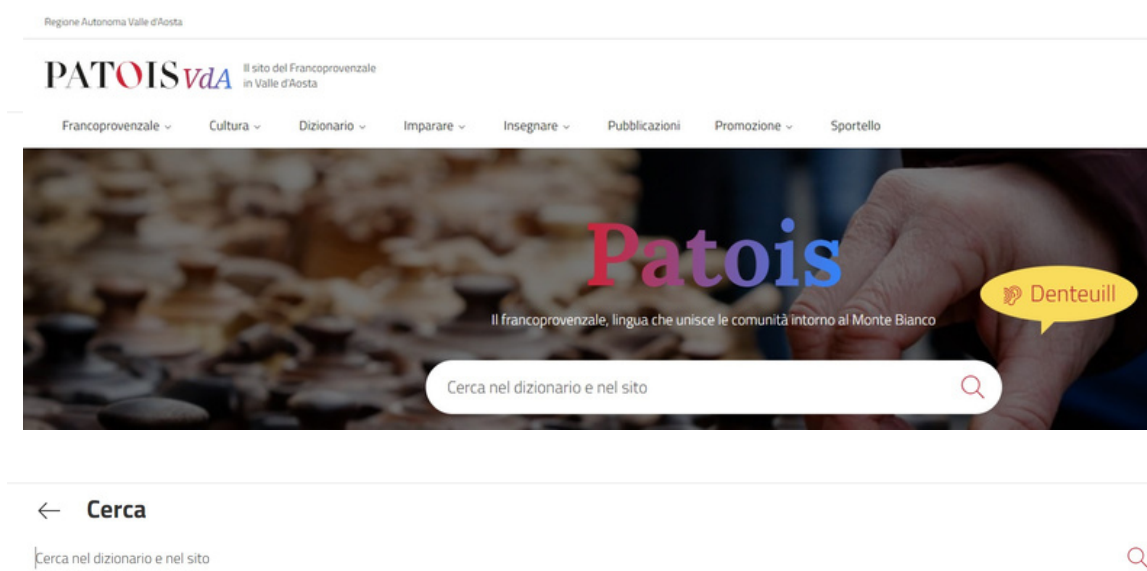 Regione Autonoma Valle d'Aosta
PATOIS VdA
Il sito del Francoprovenzale
in Valle d'Aosta
Francoprovenzale Cultura Dizionario Imparare Insegnare Pubblicazioni Promozione Sportello
Patois
Denteuill
Il francoprovenzale, lingua che unisce le comunità intorno al Monte Bianco
Cerca nel dizionario e nel sito
← Cerca
Cerca nel dizionario e nel sito